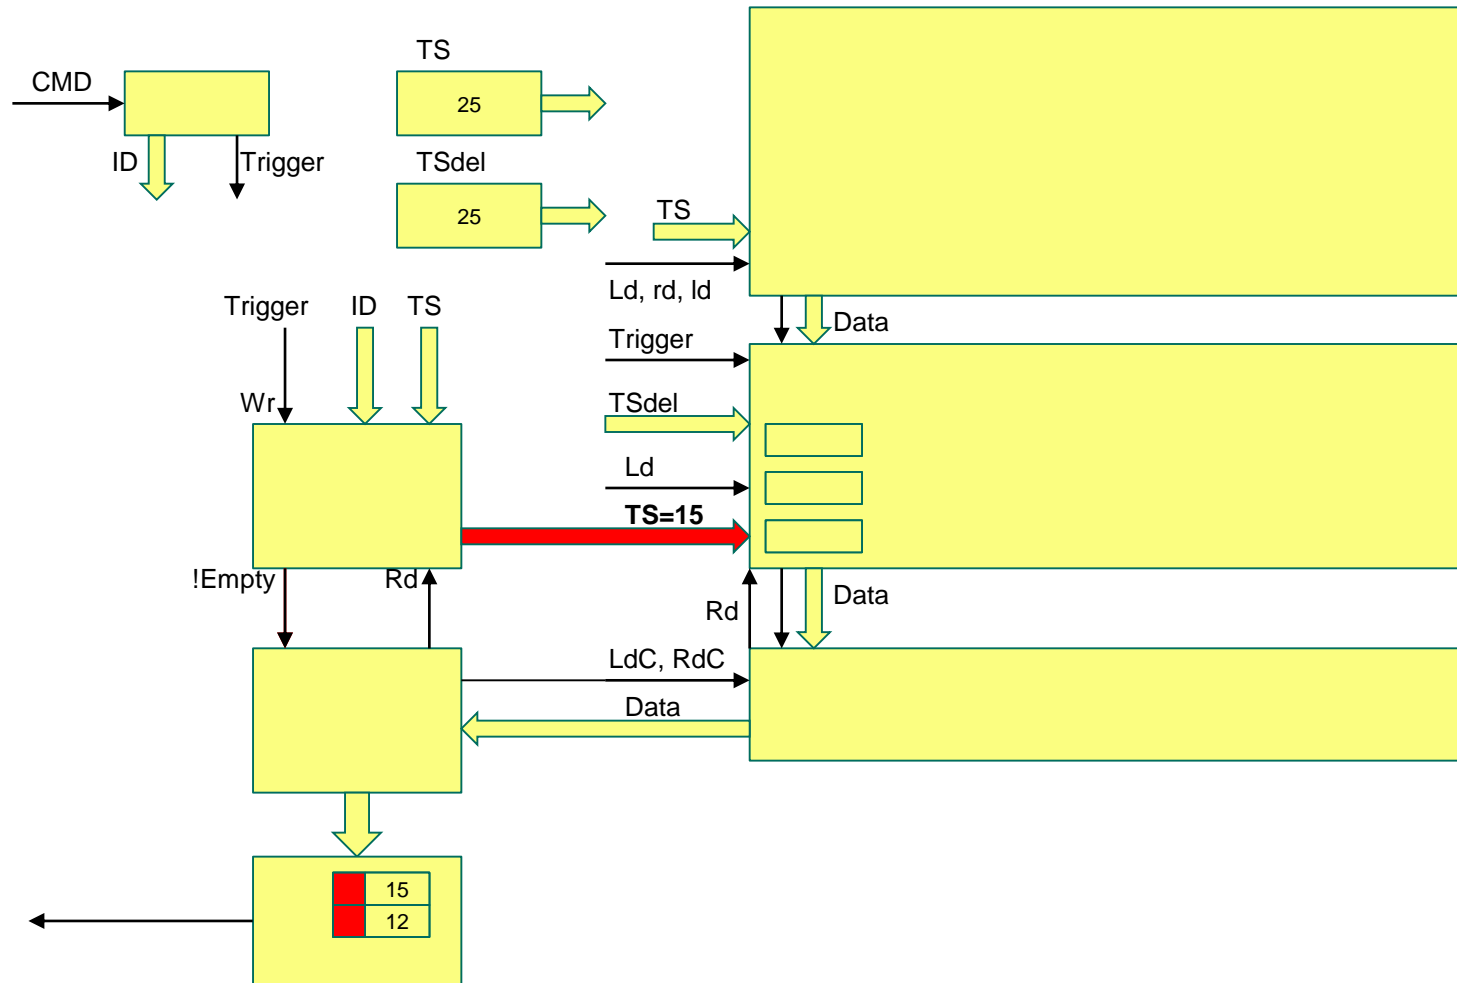 TS
CMD
25
ID
Trigger
TSdel
25
TS
Ld, rd, ld
Trigger
ID
TS
Data
Trigger
Wr
TSdel
Ld
TS=15
!Empty
Rd
Rd
Data
LdC, RdC
Data
15
12